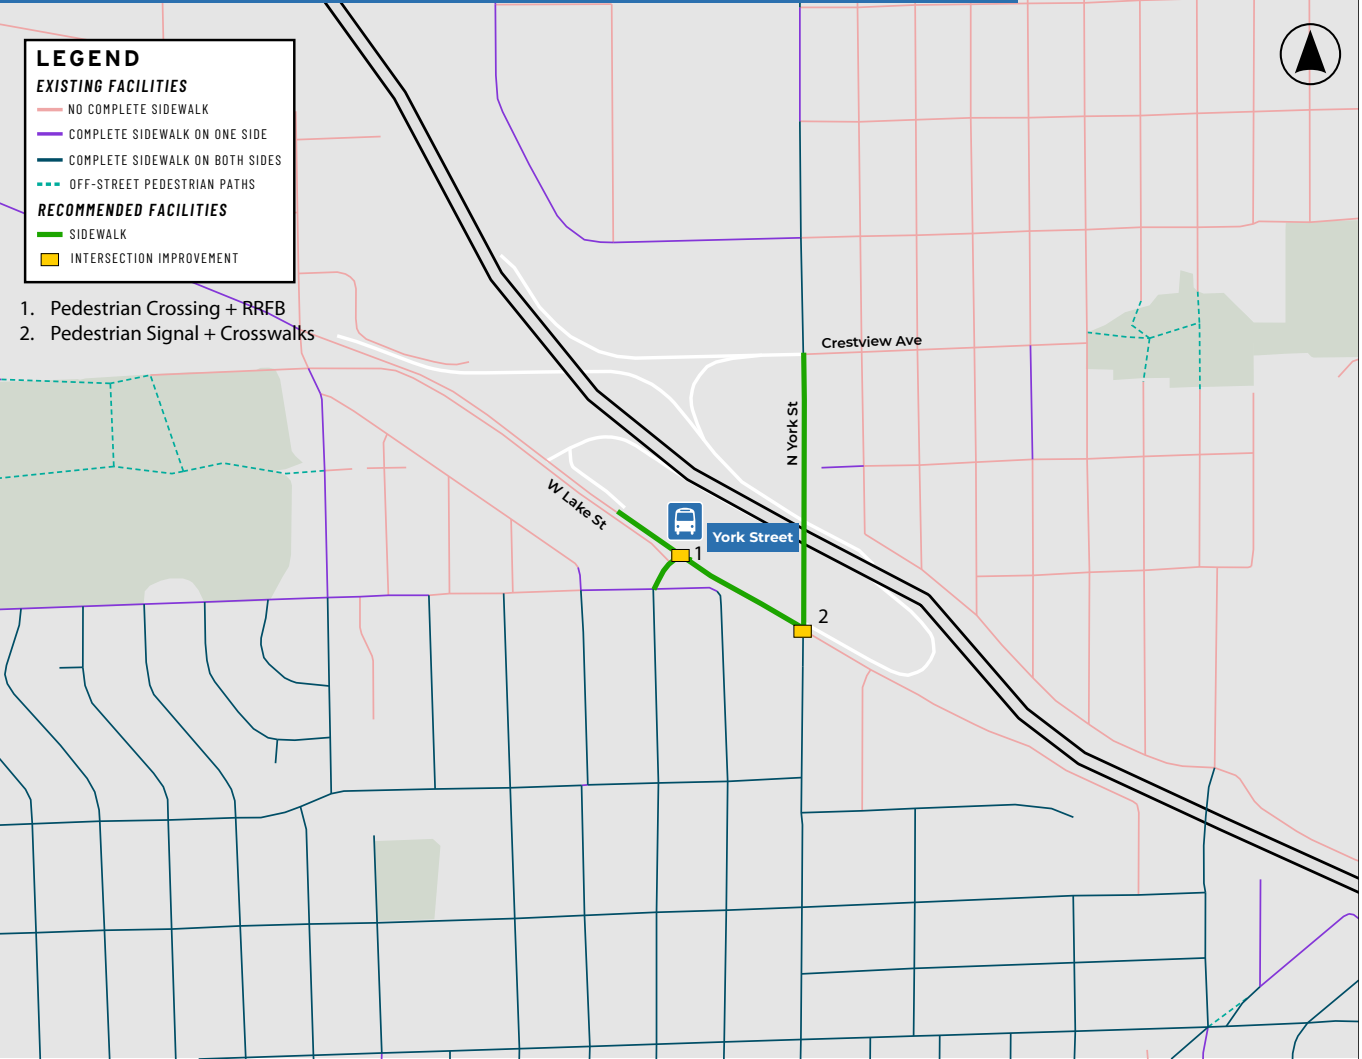 LEGEND
EXISTING FACILITIES
NO COMPLETE SIDEWALK
COMPLETE SIDEWALK ON ONE SIDE
COMPLETE SIDEWALK ON BOTH SIDES
OFF-STREET PEDESTRIAN PATHS
RECOMMENDED FACILITIES
SIDEWALK
INTERSECTION IMPROVEMENT
1. Pedestrian Crossing + RRFB
2. Pedestrian Signal + Crosswalks
Crestview Ave
N York St
W Lake St
York Street
1
2